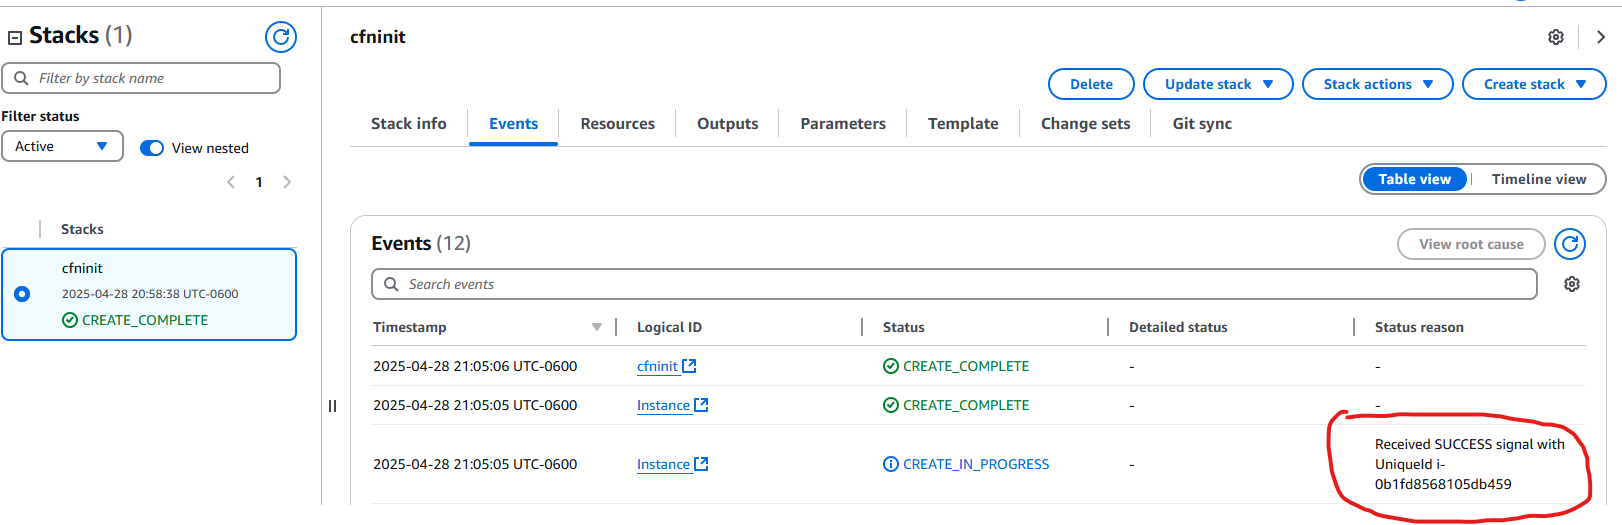 Stacks (1)
Filter by stack name
Filter status
Active
View nested
1
Stacks
cfninit
2025-04-28 20:58:38 UTC-0600
CREATE_COMPLETE
cfninit
Delete
Update stack
Stack actions
Create stack
Stack info
Events
Resources
Outputs
Parameters
Template
Change sets
Git sync
Table view
Timeline view
Events (12)
View root cause
Search events
Timestamp Logical ID Status Detailed status Status reason
2025-04-28 21:05:06 UTC-0600 cfninit CREATE_COMPLETE - -
2025-04-28 21:05:05 UTC-0600 Instance CREATE_COMPLETE - -
2025-04-28 21:05:05 UTC-0600 Instance CREATE_IN_PROGRESS - Received SUCCESS signal with
UniqueId i-
0b1fd8568105db459